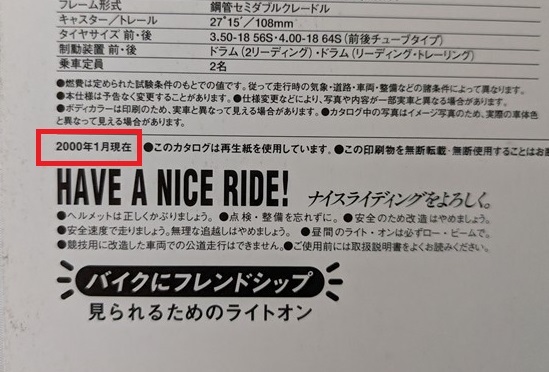 フレーム形式 鋼管セミダブルクレードル
キャスター／トレール 27°15′／108mm
タイヤサイズ 前・後 3.50-18 56S・4.00-18 64S（前後チューブタイプ）
制動装置 前・後 ドラム（2リーディング）・ドラム（リーディング・トレーリング）
乗車定員 2名
●燃費は定められた試験条件のもとでの値です。従って走行時の気象・道路・車両・整備などの諸条件によって異なります。
●本仕様は予告なく変更することがあります。●仕様変更などにより、写真や内容が一部実車と異なる場合があります。
●ボディカラーは印刷のため、実車と異なって見える場合があります。●カタログ中の写真はイメージ写真のため、実際の車体色
と異なって見える場合があります。
2000年1月現在 ●このカタログは再生紙を使用しています。●この印刷物を無断転載・無断使用することはお
HAVE A NICE RIDE! ナイスライディングをよろしく。
●ヘルメットは正しくかぶりましょう。●点検・整備を忘れずに。●安全のため改造はやめましょう。
●安全速度で走りましょう。無理な追越しはやめましょう。●昼間のライト・オンは必ずロー・ビームで。
●競技用に改造した車両での公道走行はできません。●ご使用前には取扱説明書をよくお読みください。
バイクにフレンドシップ
見られるためのライトオン